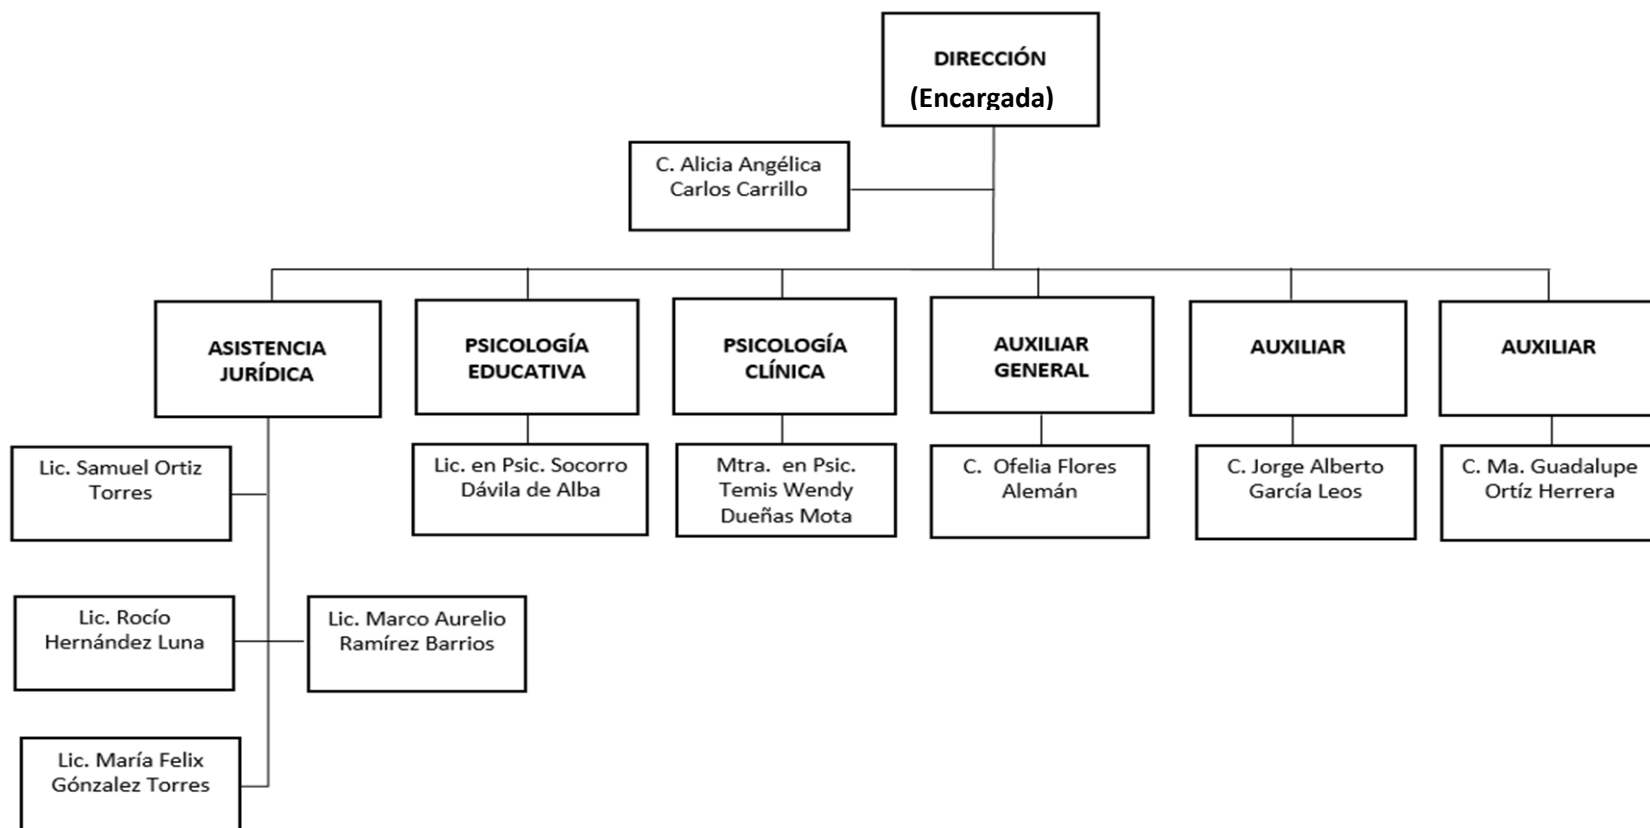 DIRECCIÓN
(Encargada)
C. Alicia Angélica
Carlos Carrillo
ASISTENCIA
JURÍDICA
PSICOLOGÍA
EDUCATIVA
PSICOLOGÍA
CLÍNICA
AUXILIAR
GENERAL
AUXILIAR
AUXILIAR
Lic. Samuel Ortiz
Torres
Lic. en Psic. Socorro
Dávila de Alba
Mtra. en Psic.
Temis Wendy
Dueñas Mota
C. Ofelia Flores
Alemán
C. Jorge Alberto
García Leos
C. Ma. Guadalupe
Ortíz Herrera
Lic. Rocío
Hernández Luna
Lic. Marco Aurelio
Ramírez Barrios
Lic. María Felix
Gónzalez Torres